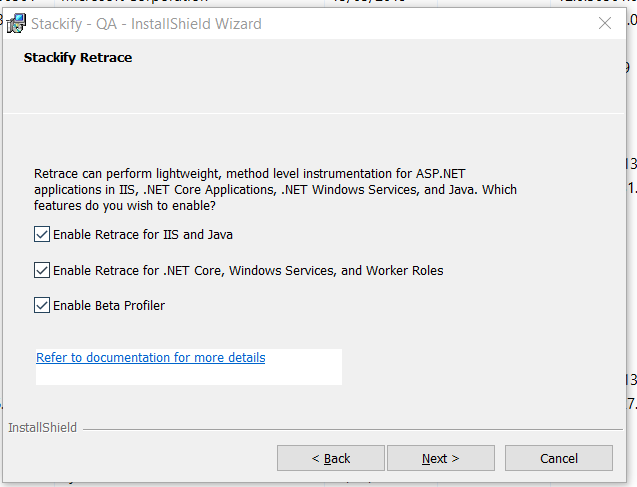 Microsoft Corporation
Stackify - QA - InstallShield Wizard
Stackify Retrace
Retrace can perform lightweight, method level instrumentation for ASP.NET
applications in IIS, .NET Core Applications, .NET Windows Services, and Java. Which
features do you wish to enable?
Enable Retrace for IIS and Java
Enable Retrace for .NET Core, Windows Services, and Worker Roles
Enable Beta Profiler
Refer to documentation for more details
InstallShield
< Back
Next >
Cancel